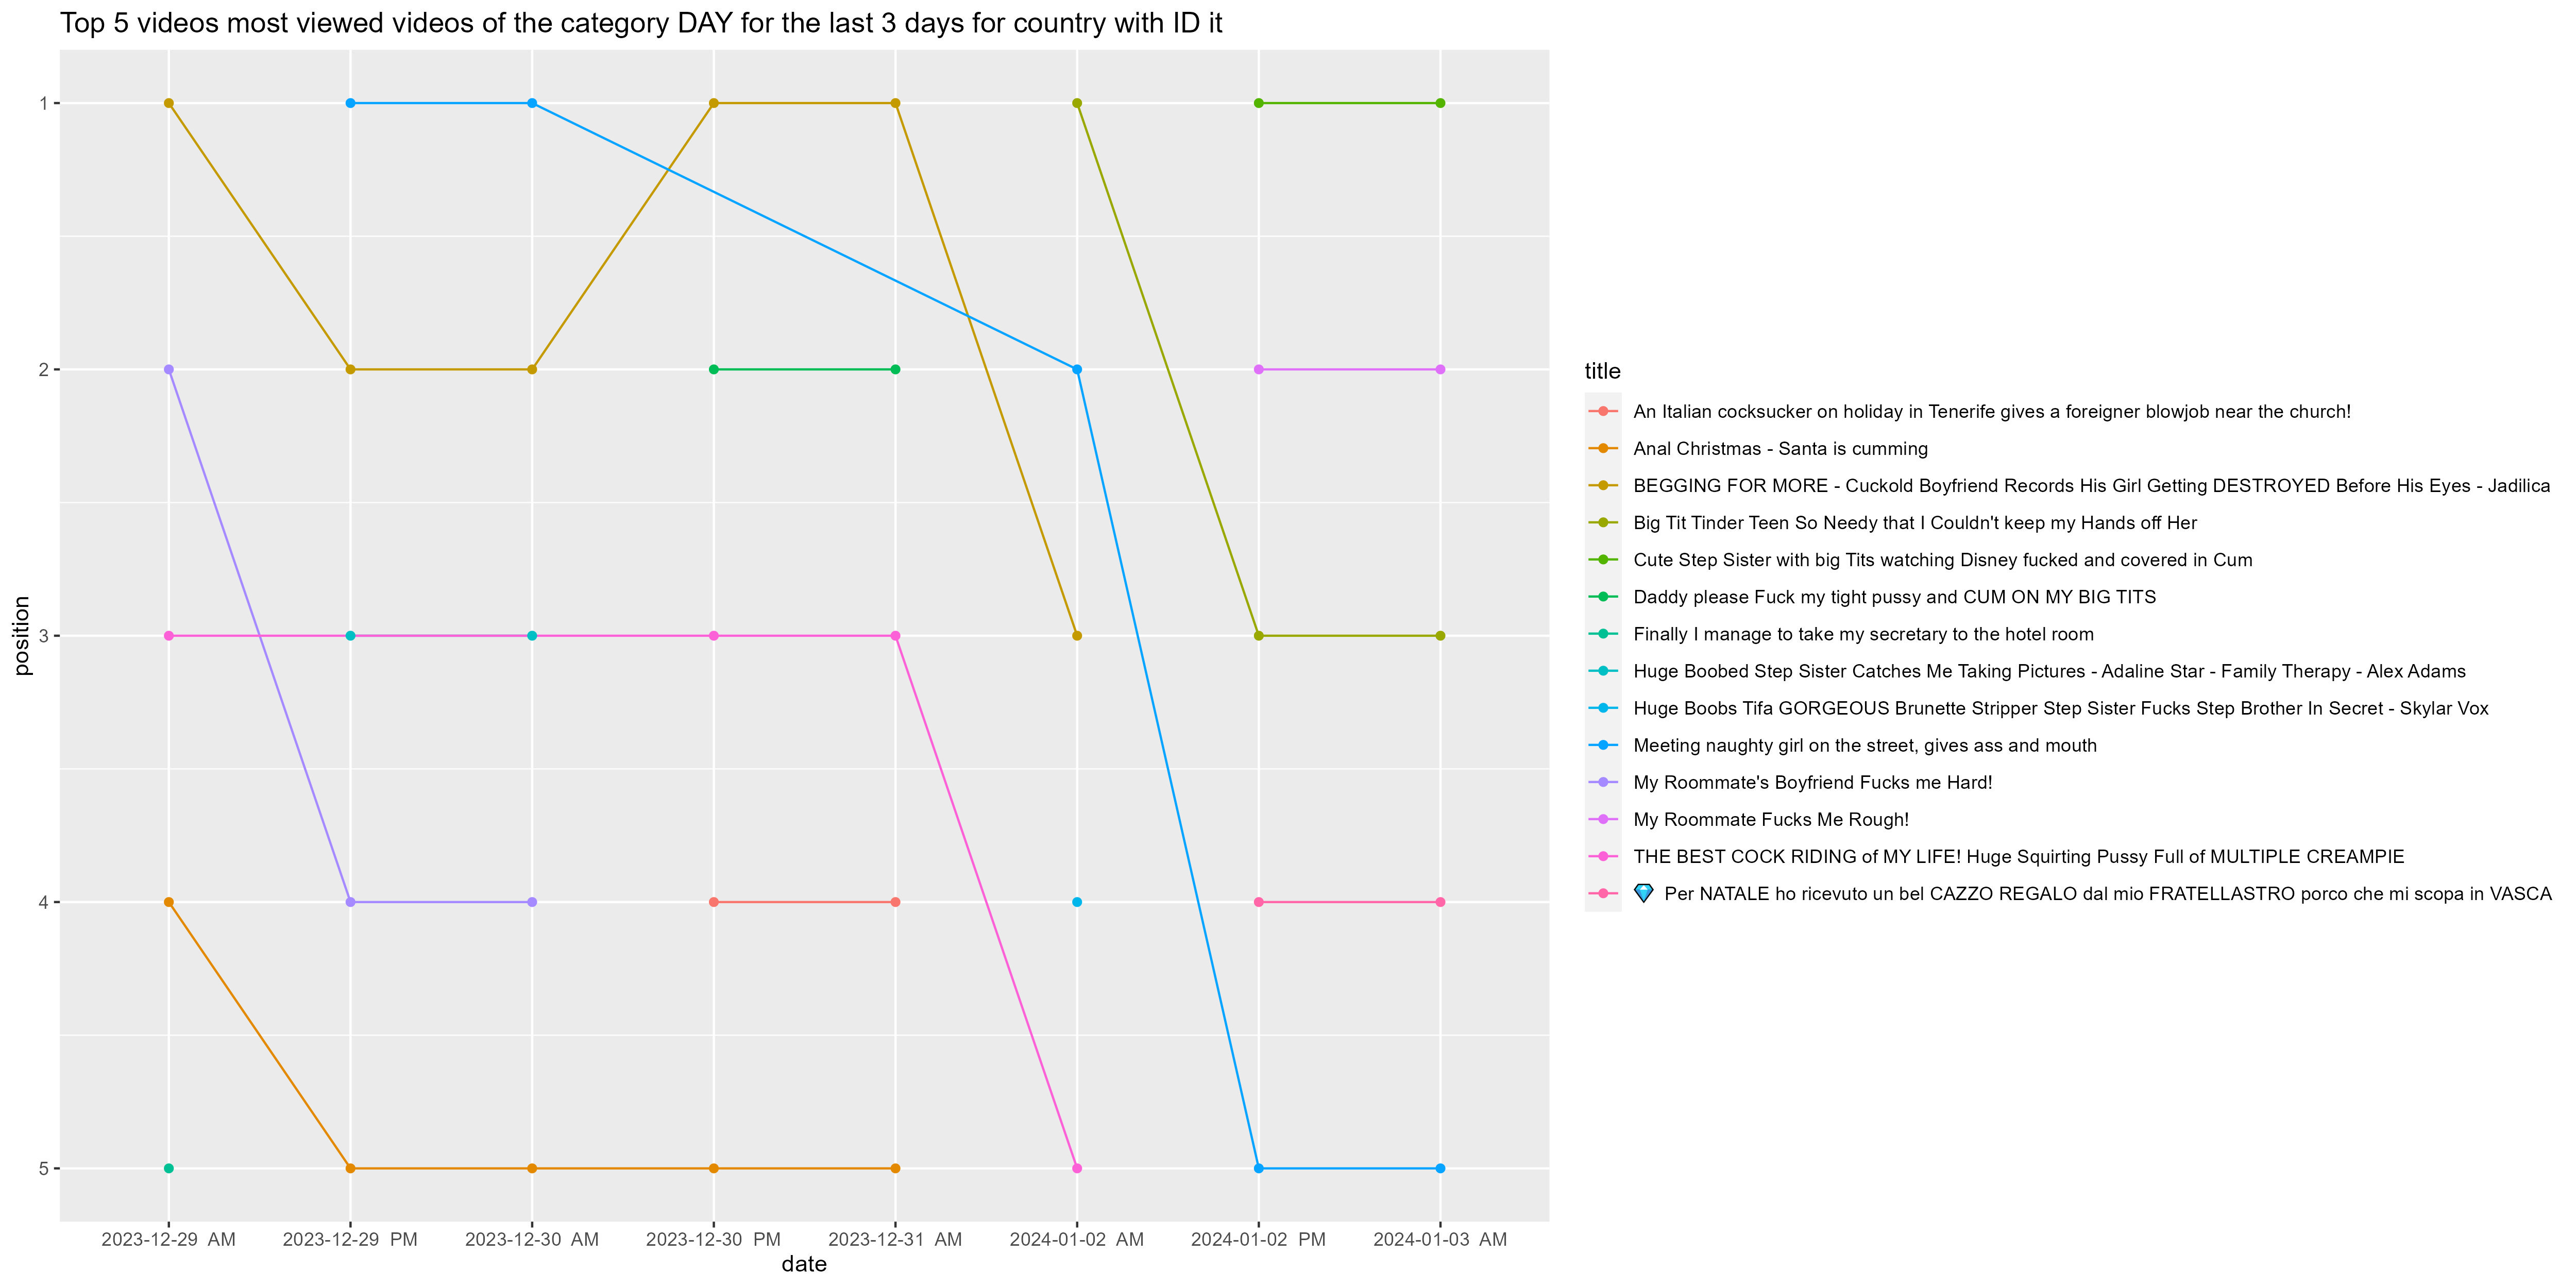 Top 5 videos most viewed videos of the category DAY for the last 3 days for country with ID it
1
2
3
4
5
position
2023-12-29 AM
2023-12-29 PM
2023-12-30 AM
2023-12-30 PM
2023-12-31 AM
2024-01-02 AM
2024-01-02 PM
2024-01-03 AM
date
title
An Italian cocksucker on holiday in Tenerife gives a foreigner blowjob near the church!
Anal Christmas - Santa is cumming
BEGGING FOR MORE - Cuckold Boyfriend Records His Girl Getting DESTROYED Before His Eyes - Jadilica
Big Tit Tinder Teen So Needy that I Couldn't keep my Hands off Her
Cute Step Sister with big Tits watching Disney fucked and covered in Cum
Daddy please Fuck my tight pussy and CUM ON MY BIG TITS
Finally I manage to take my secretary to the hotel room
Huge Boobed Step Sister Catches Me Taking Pictures - Adaline Star - Family Therapy - Alex Adams
Huge Boobs Tifa GORGEOUS Brunette Stripper Step Sister Fucks Step Brother In Secret - Skylar Vox
Meeting naughty girl on the street, gives ass and mouth
My Roommate's Boyfriend Fucks me Hard!
My Roommate Fucks Me Rough!
THE BEST COCK RIDING of MY LIFE! Huge Squirting Pussy Full of MULTIPLE CREAMPIE
💎 Per NATALE ho ricevuto un bel CAZZO REGALO dal mio FRATELLASTRO porco che mi scopa in VASCA